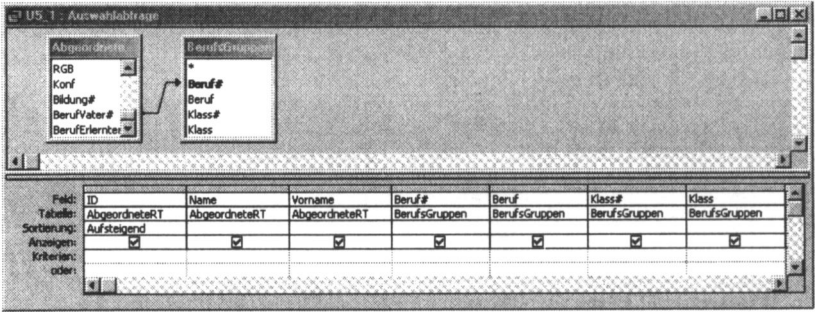 U5_1 : Auswahlabfrage
Abgeordnete
BerufsGruppen
RGB
Konf
Bildung#
BerufVater#
BerufErlernter
*
Beruf#
Beruf
Klass#
Klass
Feld: ID Name Vorname Beruf# Beruf Klass# Klass
Tabelle: AbgeordneteRT AbgeordneteRT AbgeordneteRT BerufsGruppen BerufsGruppen BerufsGruppen BerufsGruppen
Sortierung: Aufsteigend
Anzeigen:
Kriterien:
oder: